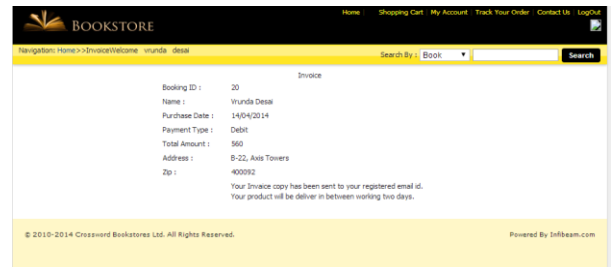 BOOKSTORE
Home | Shopping Cart | My Account | Track Your Order | Contact Us | LogOut
Navigation: Home>>InvoiceWelcome vrunda desai
Search By : Book Search
Invoice
Booking ID : 20
Name : Vrunda Desai
Purchase Date : 14/04/2014
Payment Type : Debit
Total Amount : 560
Address : B-22, Axis Towers
Zip : 400092
Your Invoice copy has been sent to your registered email id.
Your product will be deliver in between working two days.
© 2010-2014 Crossword Bookstores Ltd. All Rights Reserved. Powered By Infibeam.com